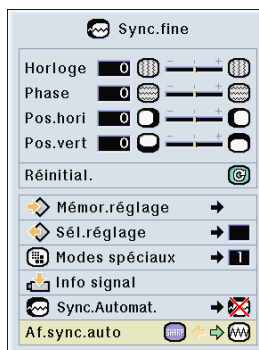 Sync.fine
Horloge 0 - +
Phase 0 - +
Pos.hori 0 - +
Pos.vert 0 - +
Réinitial.
Mémor.réglage
Sél.réglage
Modes spéciaux 1
Info signal
Sync.Automat.
Af.sync.auto